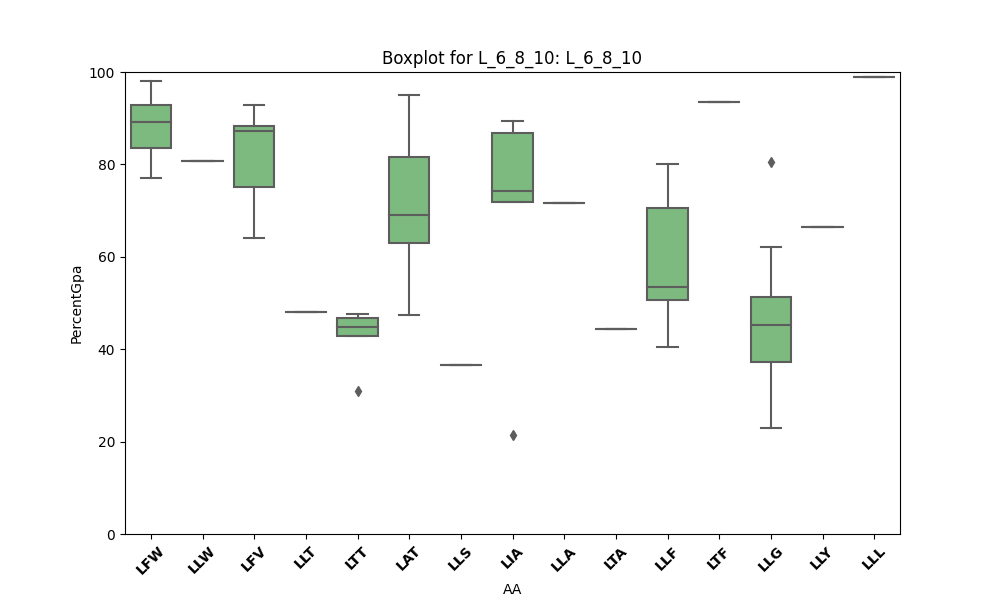 Boxplot for L_6_8_10: L_6_8_10
PercentGpa
100
80
60
40
20
0
LFW LLW LFV LLT LTT LAT LLS LIA LLA LTA LLF LTF LLG LLY LLL
AA